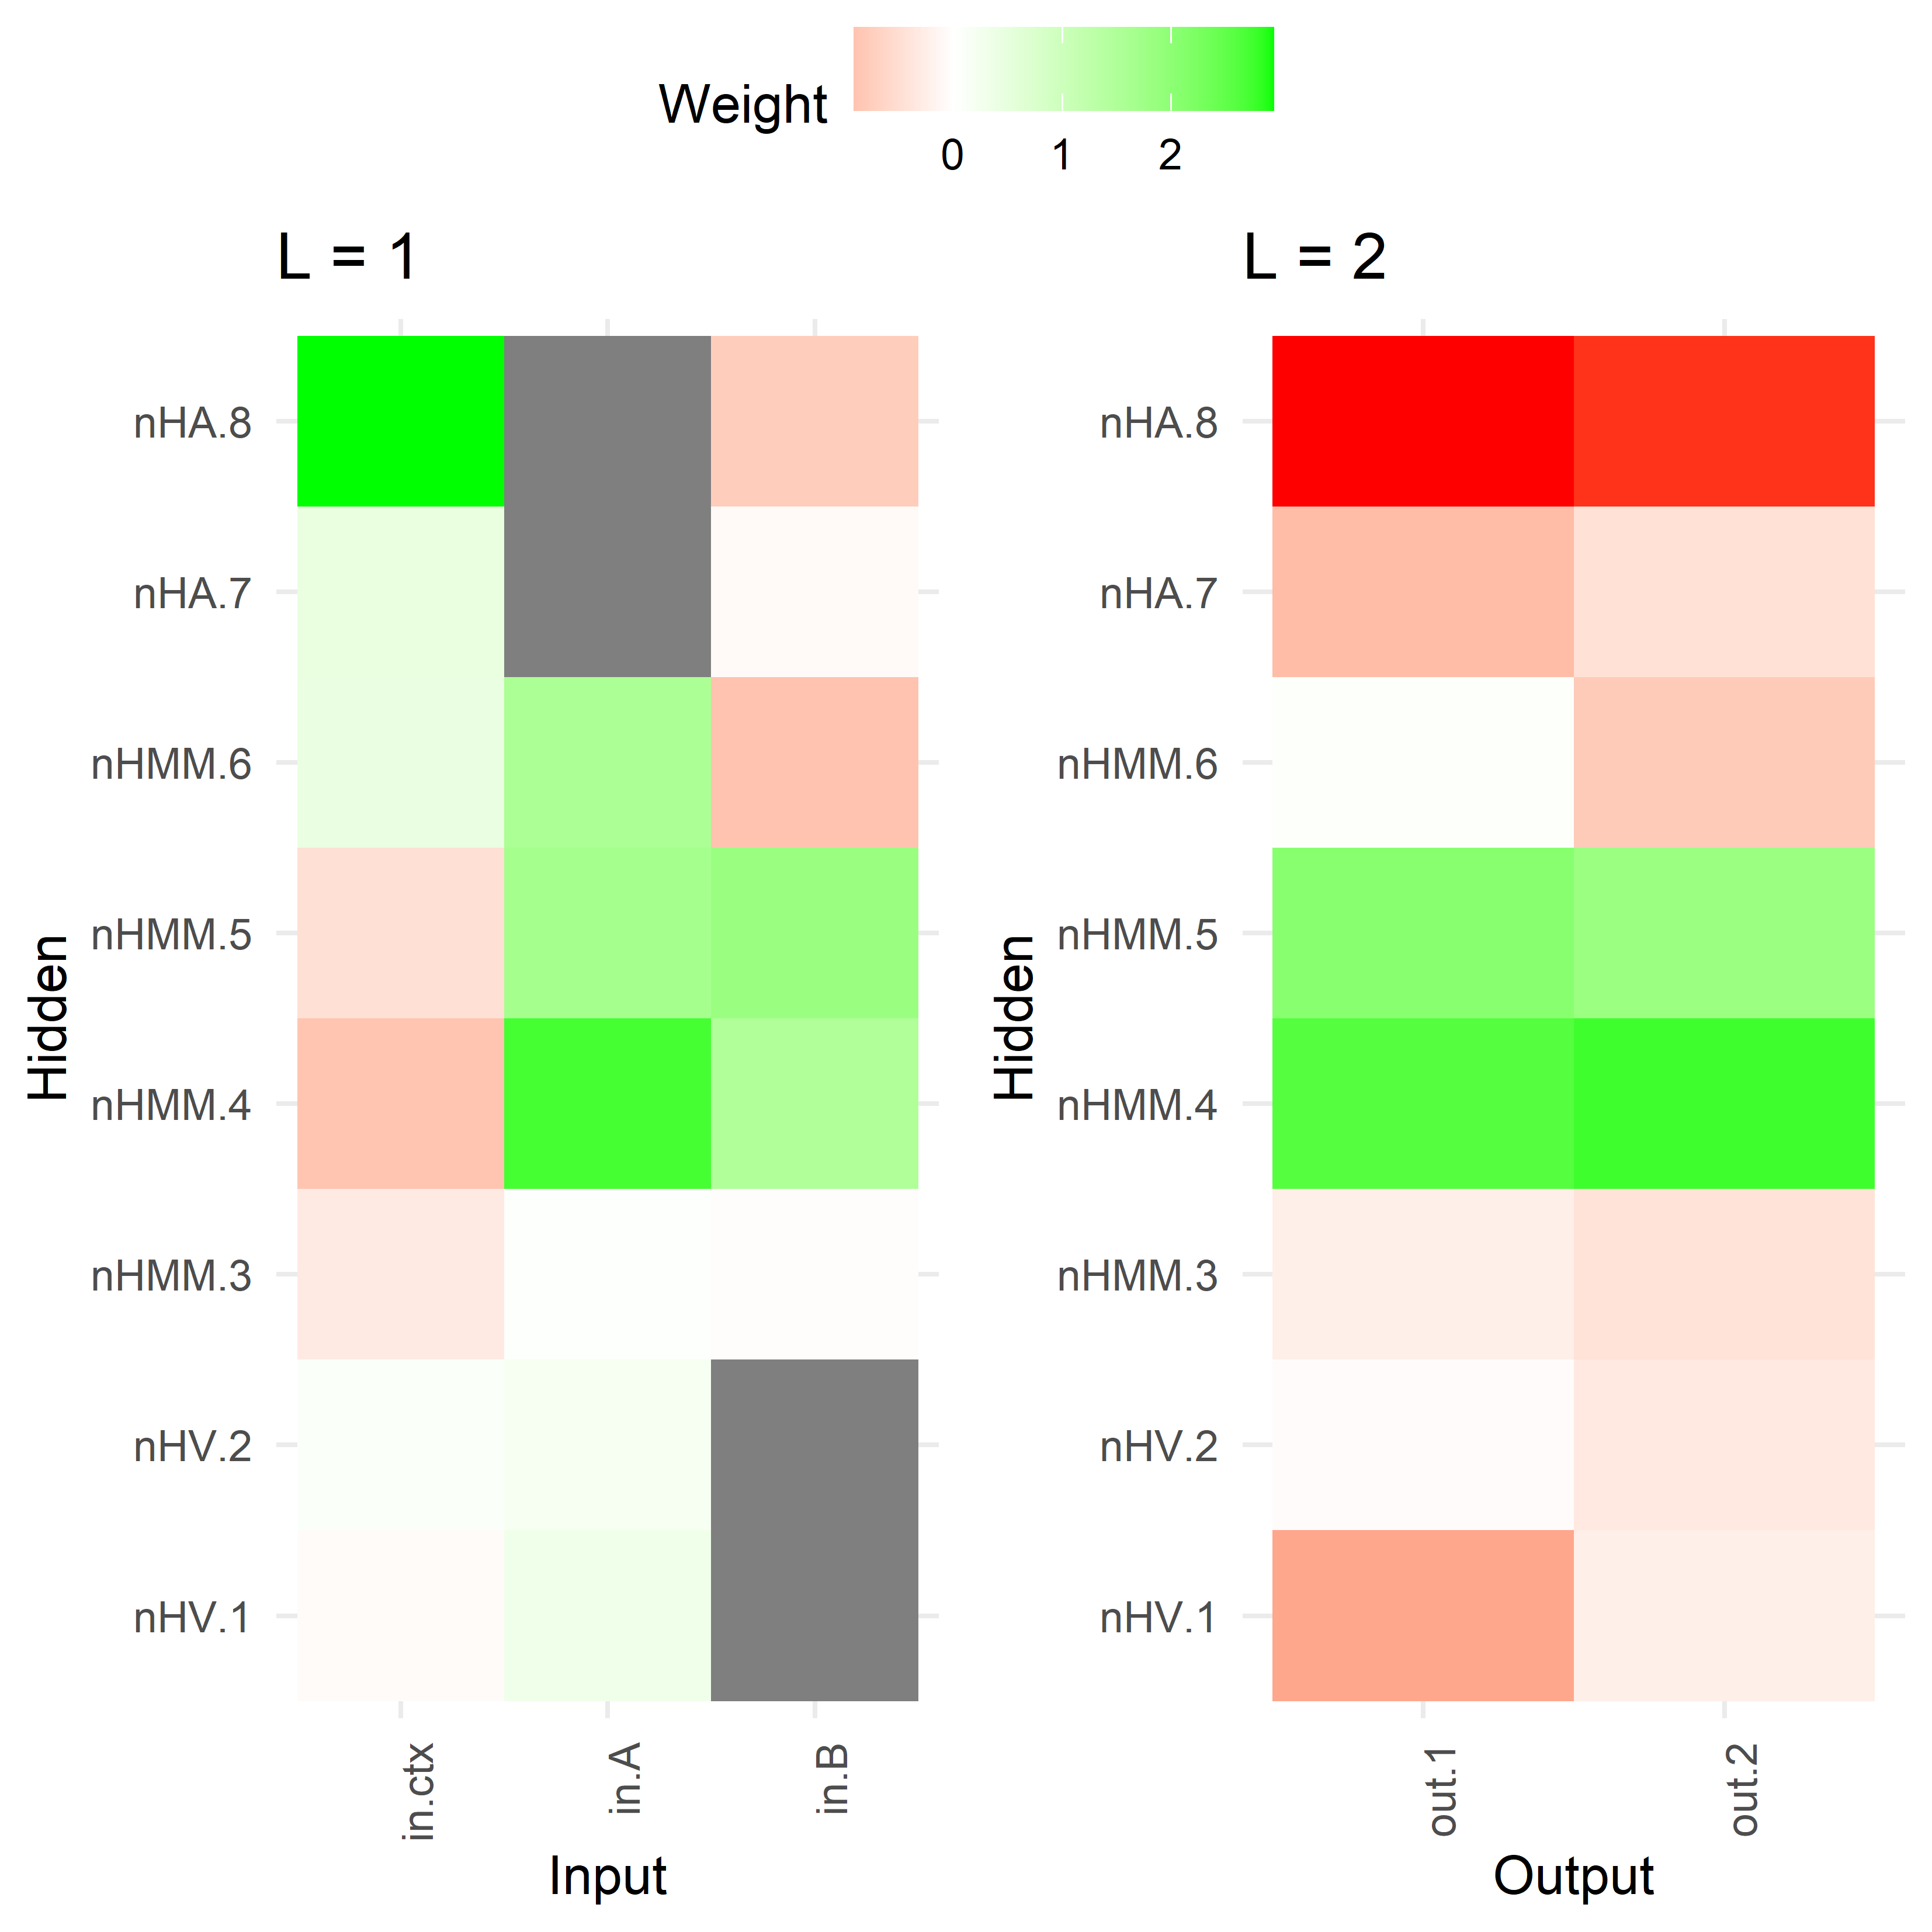 Weight
0 1 2
L = 1
nHA.8
nHA.7
nHMM.6
nHMM.5
nHMM.4
nHMM.3
nHV.2
nHV.1
Hidden
in.ctx
in.A
in.B
Input
L = 2
nHA.8
nHA.7
nHMM.6
nHMM.5
nHMM.4
nHMM.3
nHV.2
nHV.1
Hidden
out.1
out.2
Output